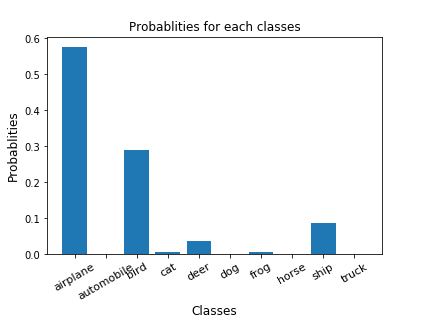 Probablities for each classes
0.6
0.5
0.4
0.3
0.2
0.1
0.0
Probablities
airplane
automobile
bird
cat
deer
dog
frog
horse
ship
truck
Classes